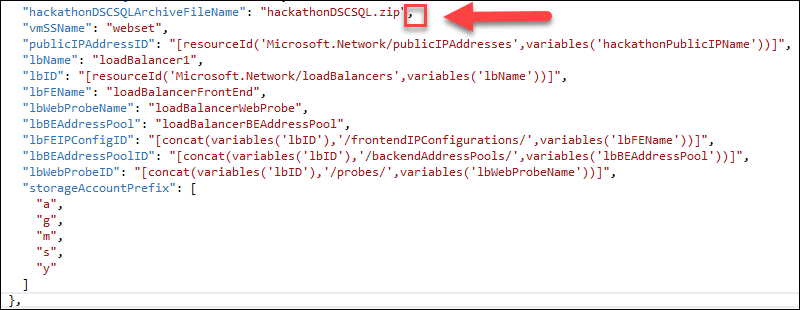 "hackathonDSCSQLArchiveFileName": "hackathonDSCSQL.zip",
"vmSSName": "webset",
"publicIPAddressID": "[resourceId('Microsoft.Network/publicIPAddresses',variables('hackathonPublicIPName'))]",
"lbName": "loadBalancer1",
"lbID": "[resourceId('Microsoft.Network/loadBalancers',variables('lbName'))]",
"lbFEName": "loadBalancerFrontEnd",
"lbWebProbeName": "loadBalancerWebProbe",
"lbBEAddressPool": "loadBalancerBEAddressPool",
"lbFEIPConfigID": "[concat(variables('lbID'),'/frontendIPConfigurations/',variables('lbFEName'))]",
"lbBEAddressPoolID": "[concat(variables('lbID'),'/backendAddressPools/',variables('lbBEAddressPool'))]",
"lbWebProbeID": "[concat(variables('lbID'),'/probes/',variables('lbWebProbeName'))]",
"storageAccountPrefix": [
"a",
"g",
"m",
"s",
"y"
]
},